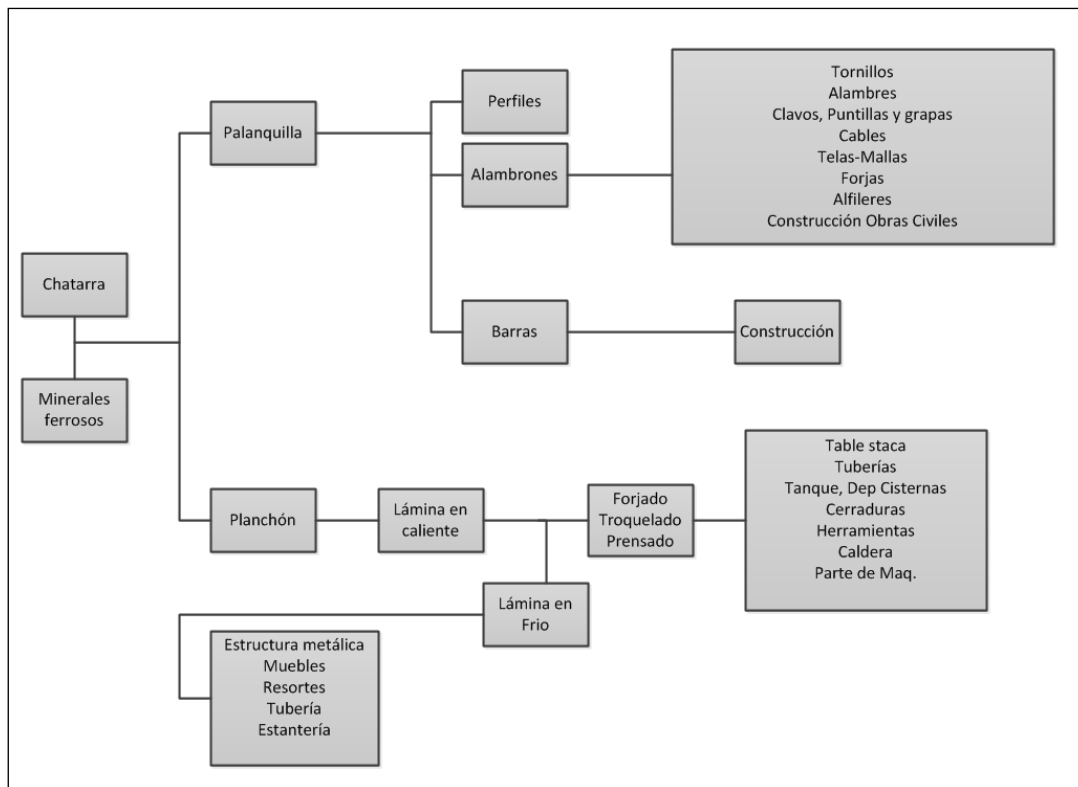 Chatarra
Minerales
ferrosos
Palanquilla
Perfiles
Alambrones
Tornillos
Alambres
Clavos, Puntillas y grapas
Cables
Telas-Mallas
Forjas
Alfileres
Construcción Obras Civiles
Barras
Construcción
Planchón
Lámina en
caliente
Forjado
Troquelado
Prensado
Table staca
Tuberías
Tanque, Dep Cisternas
Cerraduras
Herramientas
Caldera
Parte de Maq.
Lámina en
Frio
Estructura metálica
Muebles
Resortes
Tubería
Estantería